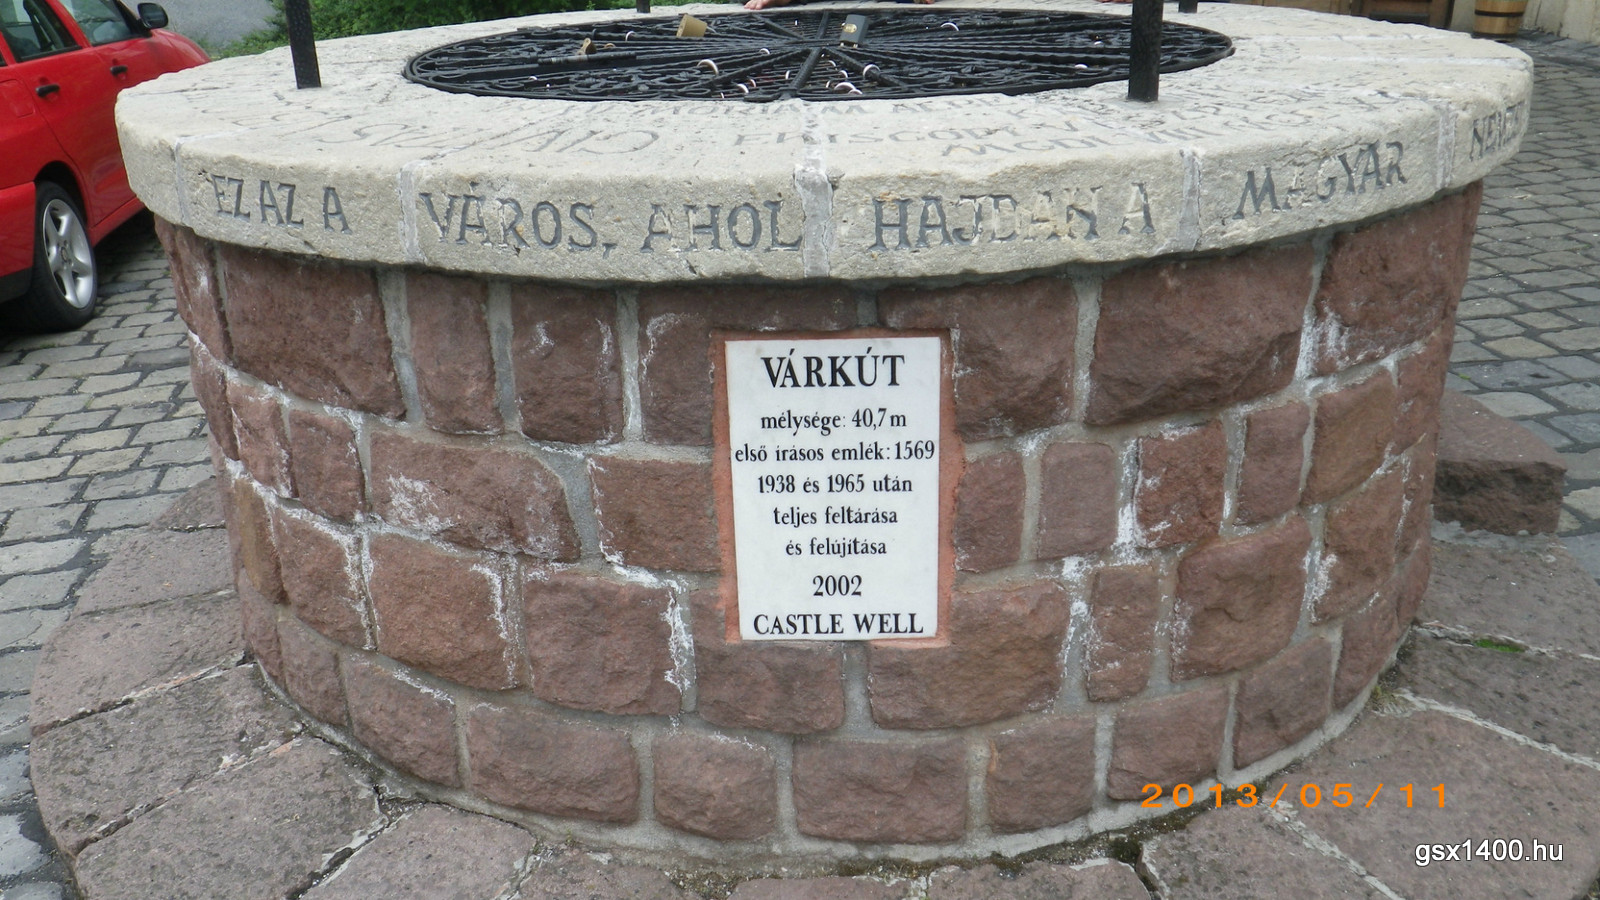 EZ AZ A VÁROS, AHOL HAJDAN A MAGYAR
VÁRKÚT
mélysége: 40,7 m
első írásos emlék: 1569
1938 és 1965 után
teljes feltárása
és felújítása
2002
CASTLE WELL
2013/05/11
gsx1400.hu